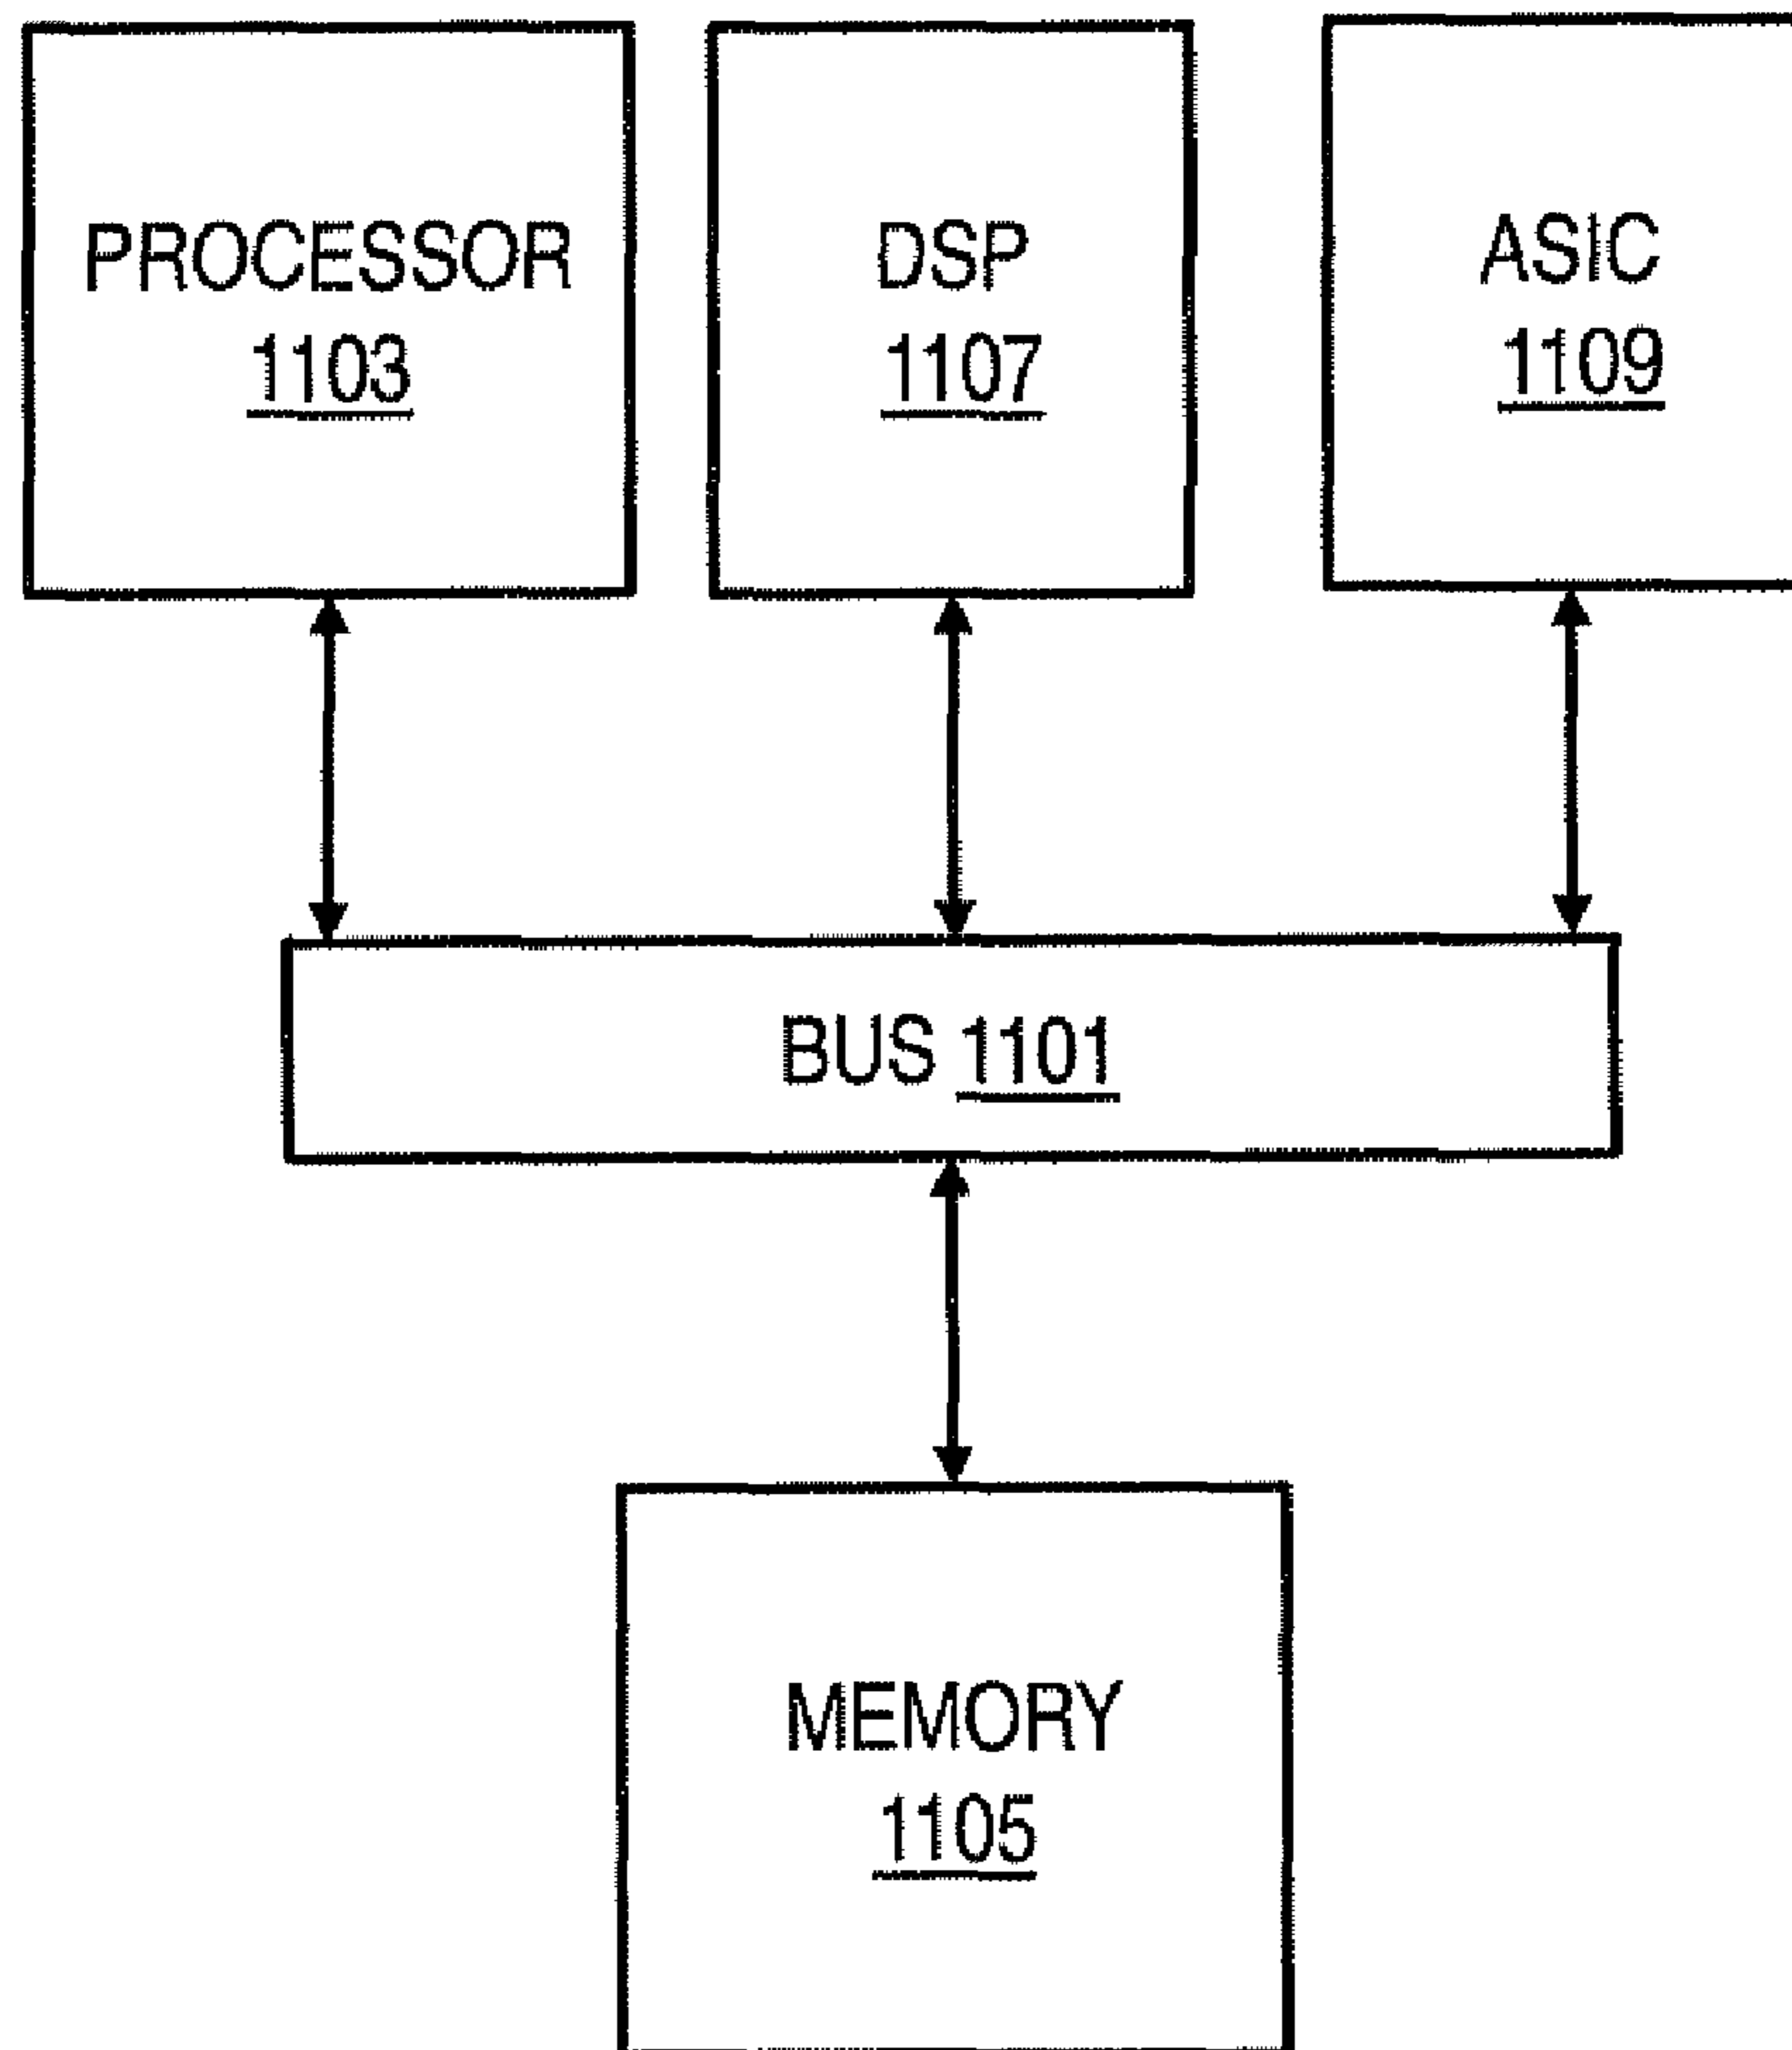 PROCESSOR
1103
DSP
1107
ASIC
1109
BUS 1101
MEMORY
1105